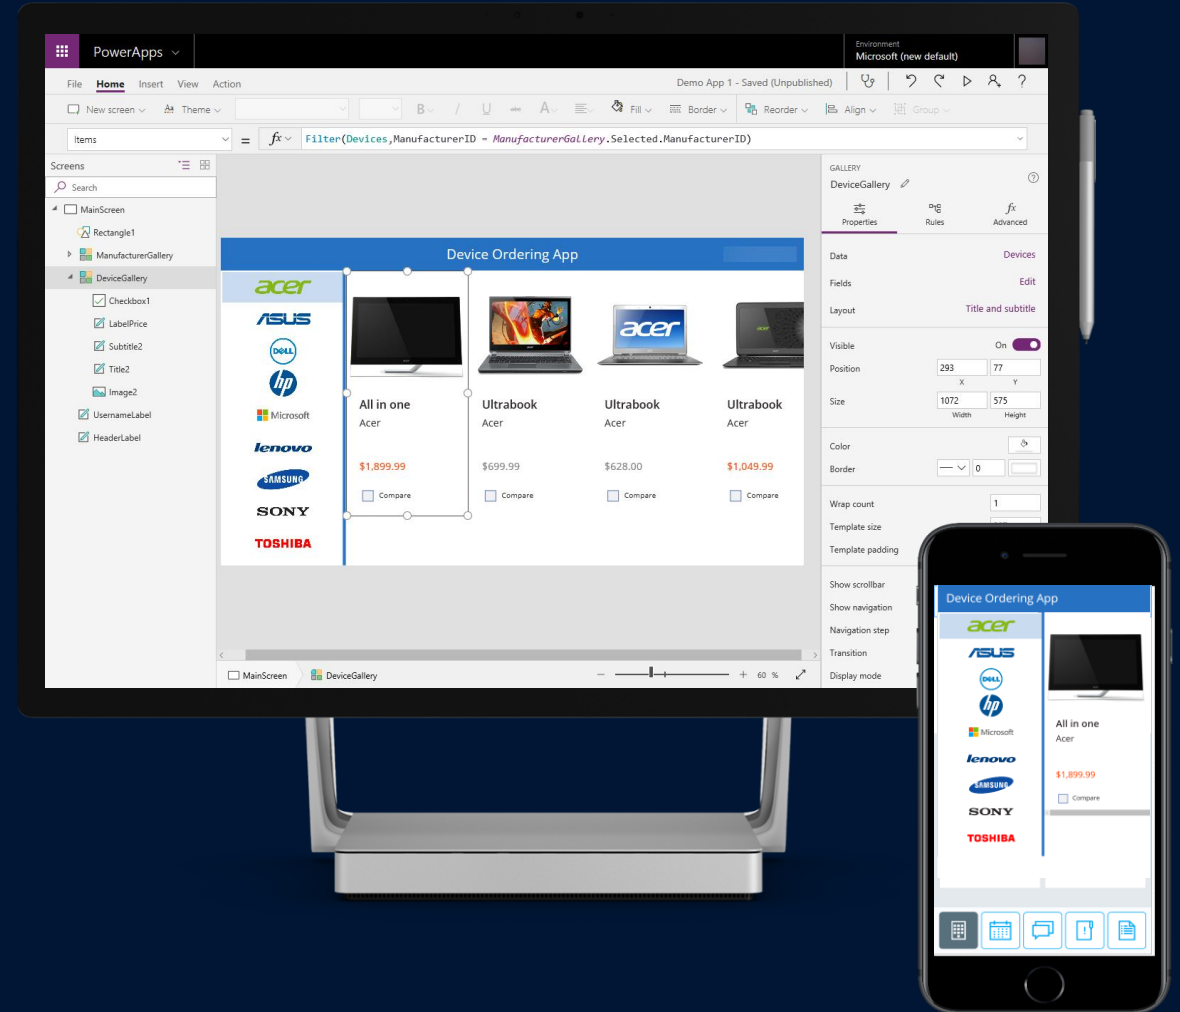 PowerApps
Environment
Microsoft (new default)
File Home Insert View Action
Demo App 1 - Saved (Unpublished)
?
New screen Aa Theme B / U abc A Fill Border Reorder Align Group
Items = fx Filter(Devices,ManufacturerID = ManufacturerGallery.Selected.ManufacturerID)
Screens
Search
MainScreen
Rectangle1
ManufacturerGallery
DeviceGallery
Checkbox1
LabelPrice
Subtitle2
Title2
Image2
UsernameLabel
HeaderLabel
Device Ordering App
acer
ASUS
DELL
hp
Microsoft
lenovo
SAMSUNG
SONY
TOSHIBA
acer
All in one Ultrabook Ultrabook Ultrabook
Acer Acer Acer Acer
$1,899.99 $699.99 $628.00 $1,049.99
Compare Compare Compare Compare
MainScreen DeviceGallery
− + 60 %
GALLERY
DeviceGallery
?
Properties Rules fx Advanced
Data Devices
Fields Edit
Layout Title and subtitle
Visible On
Position 293 77
X Y
Size 1072 575
Width Height
Color
Border 0
Wrap count 1
Template size
Template padding
Show scrollbar
Show navigation
Navigation step
Transition
Display mode
Device Ordering App
acer
ASUS
DELL
hp
Microsoft
lenovo
SAMSUNG
SONY
TOSHIBA
All in one
Acer
$1,899.99
Compare